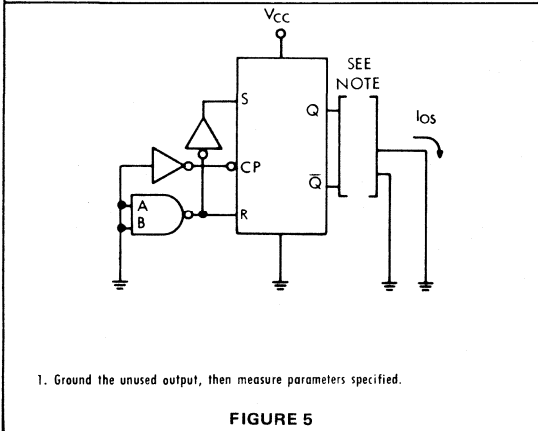 VCC
SEE
NOTE
S
Q
IOS
CP
Q̅
A
B
R
1. Ground the unused output, then measure parameters specified.
FIGURE 5